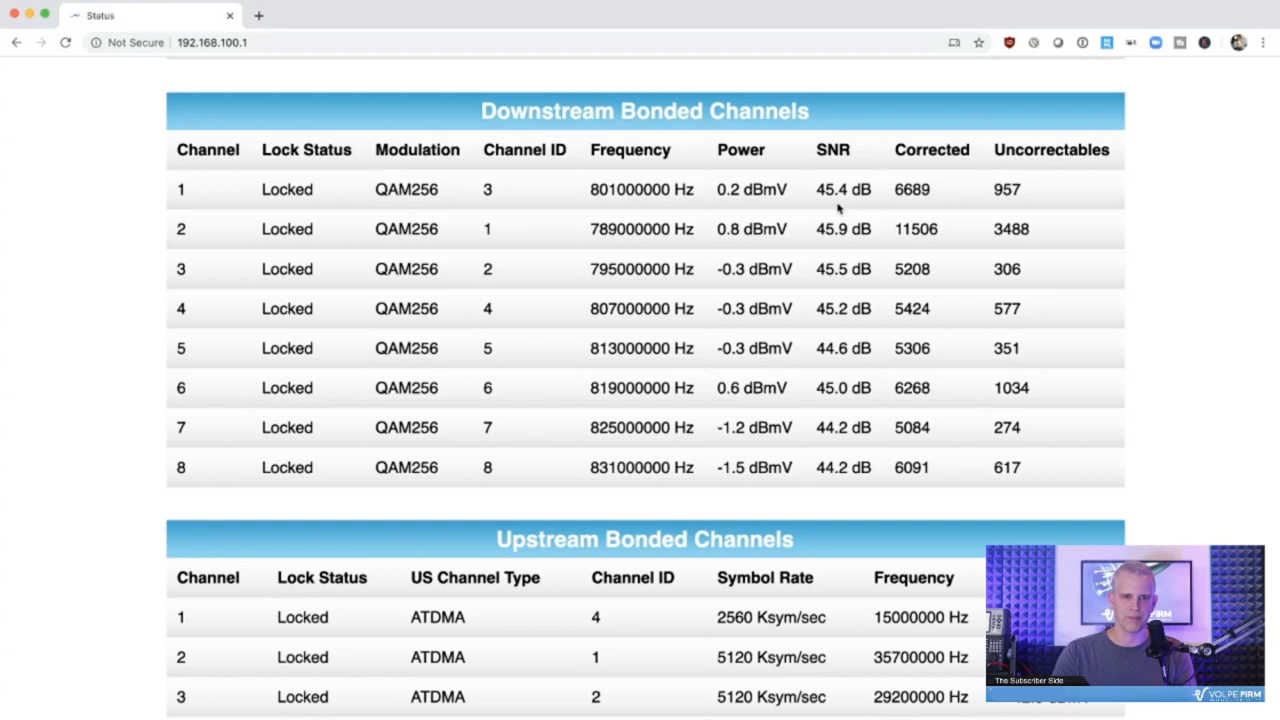 Status
Not Secure 192.168.100.1
Downstream Bonded Channels
Channel Lock Status Modulation Channel ID Frequency Power SNR Corrected Uncorrectables
1 Locked QAM256 3 801000000 Hz 0.2 dBmV 45.4 dB 6689 957
2 Locked QAM256 1 789000000 Hz 0.8 dBmV 45.9 dB 11506 3488
3 Locked QAM256 2 795000000 Hz -0.3 dBmV 45.5 dB 5208 306
4 Locked QAM256 4 807000000 Hz -0.3 dBmV 45.2 dB 5424 577
5 Locked QAM256 5 813000000 Hz -0.3 dBmV 44.6 dB 5306 351
6 Locked QAM256 6 819000000 Hz 0.6 dBmV 45.0 dB 6268 1034
7 Locked QAM256 7 825000000 Hz -1.2 dBmV 44.2 dB 5084 274
8 Locked QAM256 8 831000000 Hz -1.5 dBmV 44.2 dB 6091 617
Upstream Bonded Channels
Channel Lock Status US Channel Type Channel ID Symbol Rate Frequency
1 Locked ATDMA 4 2560 Ksym/sec 15000000 Hz
2 Locked ATDMA 1 5120 Ksym/sec 35700000 Hz
3 Locked ATDMA 2 5120 Ksym/sec 29200000 Hz
The Subscriber Side
VOLPE FIRM